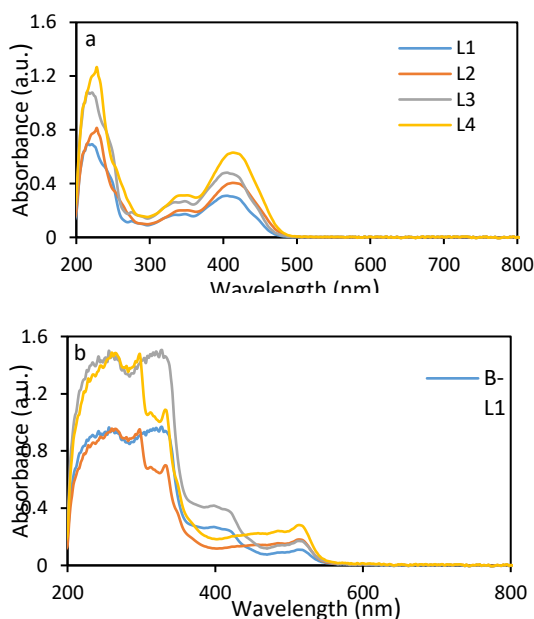 a
Absorbance (a.u.)
1.6
1.2
0.8
0.4
0
L1
L2
L3
L4
200 300 400 500 600 700 800
Wavelength (nm)
b
Absorbance (a.u.)
1.6
1.2
0.8
0.4
0
B-
L1
200 400 600 800
Wavelength (nm)